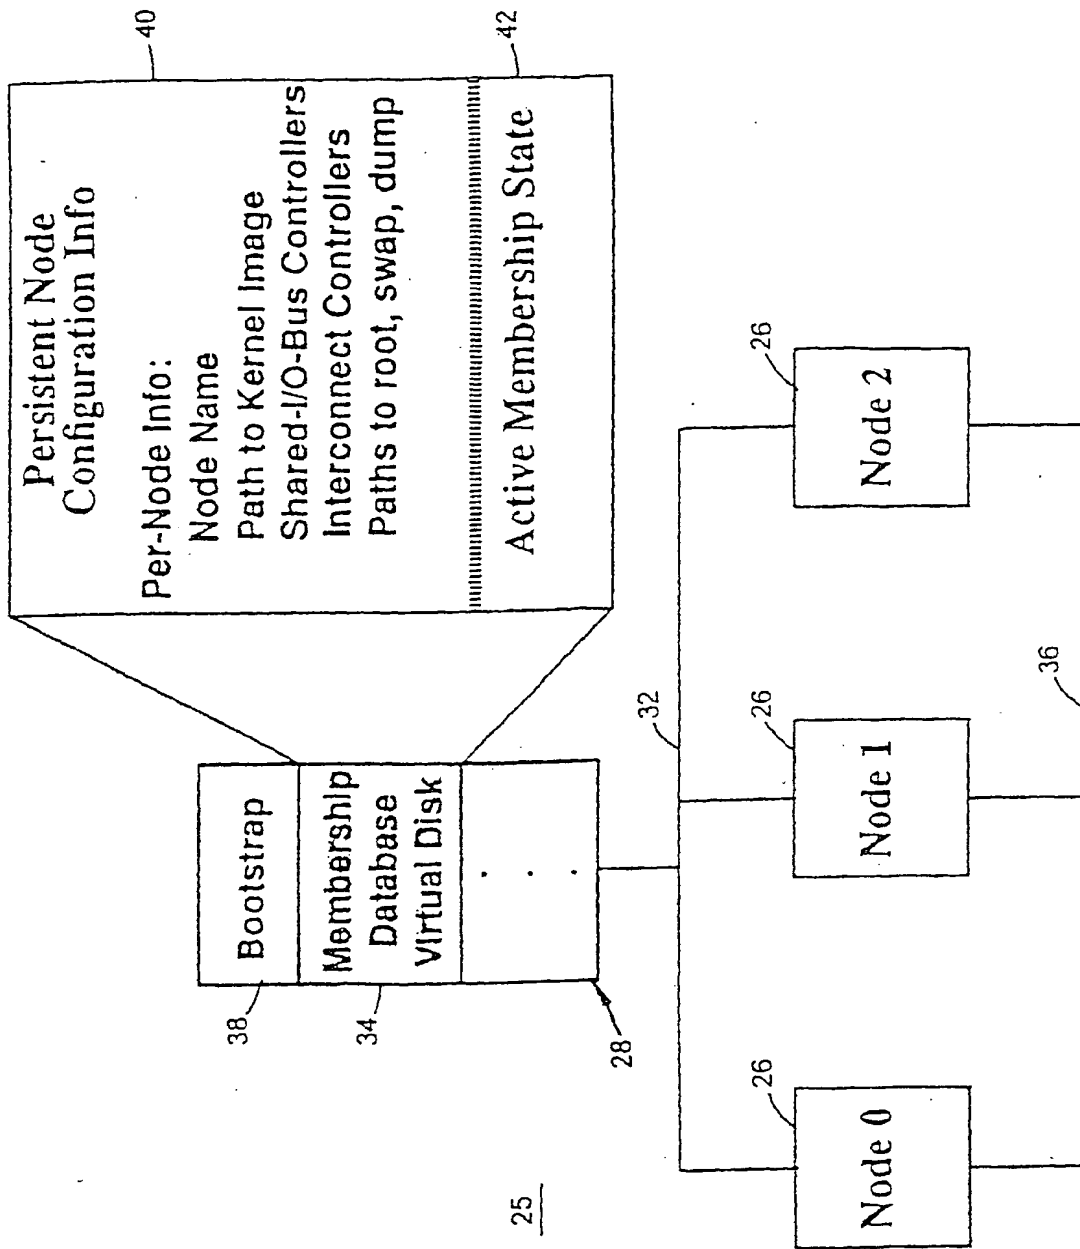 Persistent Node
Configuration Info
Per-Node Info:
Node Name
Path to Kernel Image
Shared-I/O-Bus Controllers
Interconnect Controllers
Paths to root, swap, dump
Active Membership State
40
42
Bootstrap
Membership
Database
Virtual Disk
.
.
.
38
34
28
32
25
26
Node 0
26
Node 1
26
Node 2
36